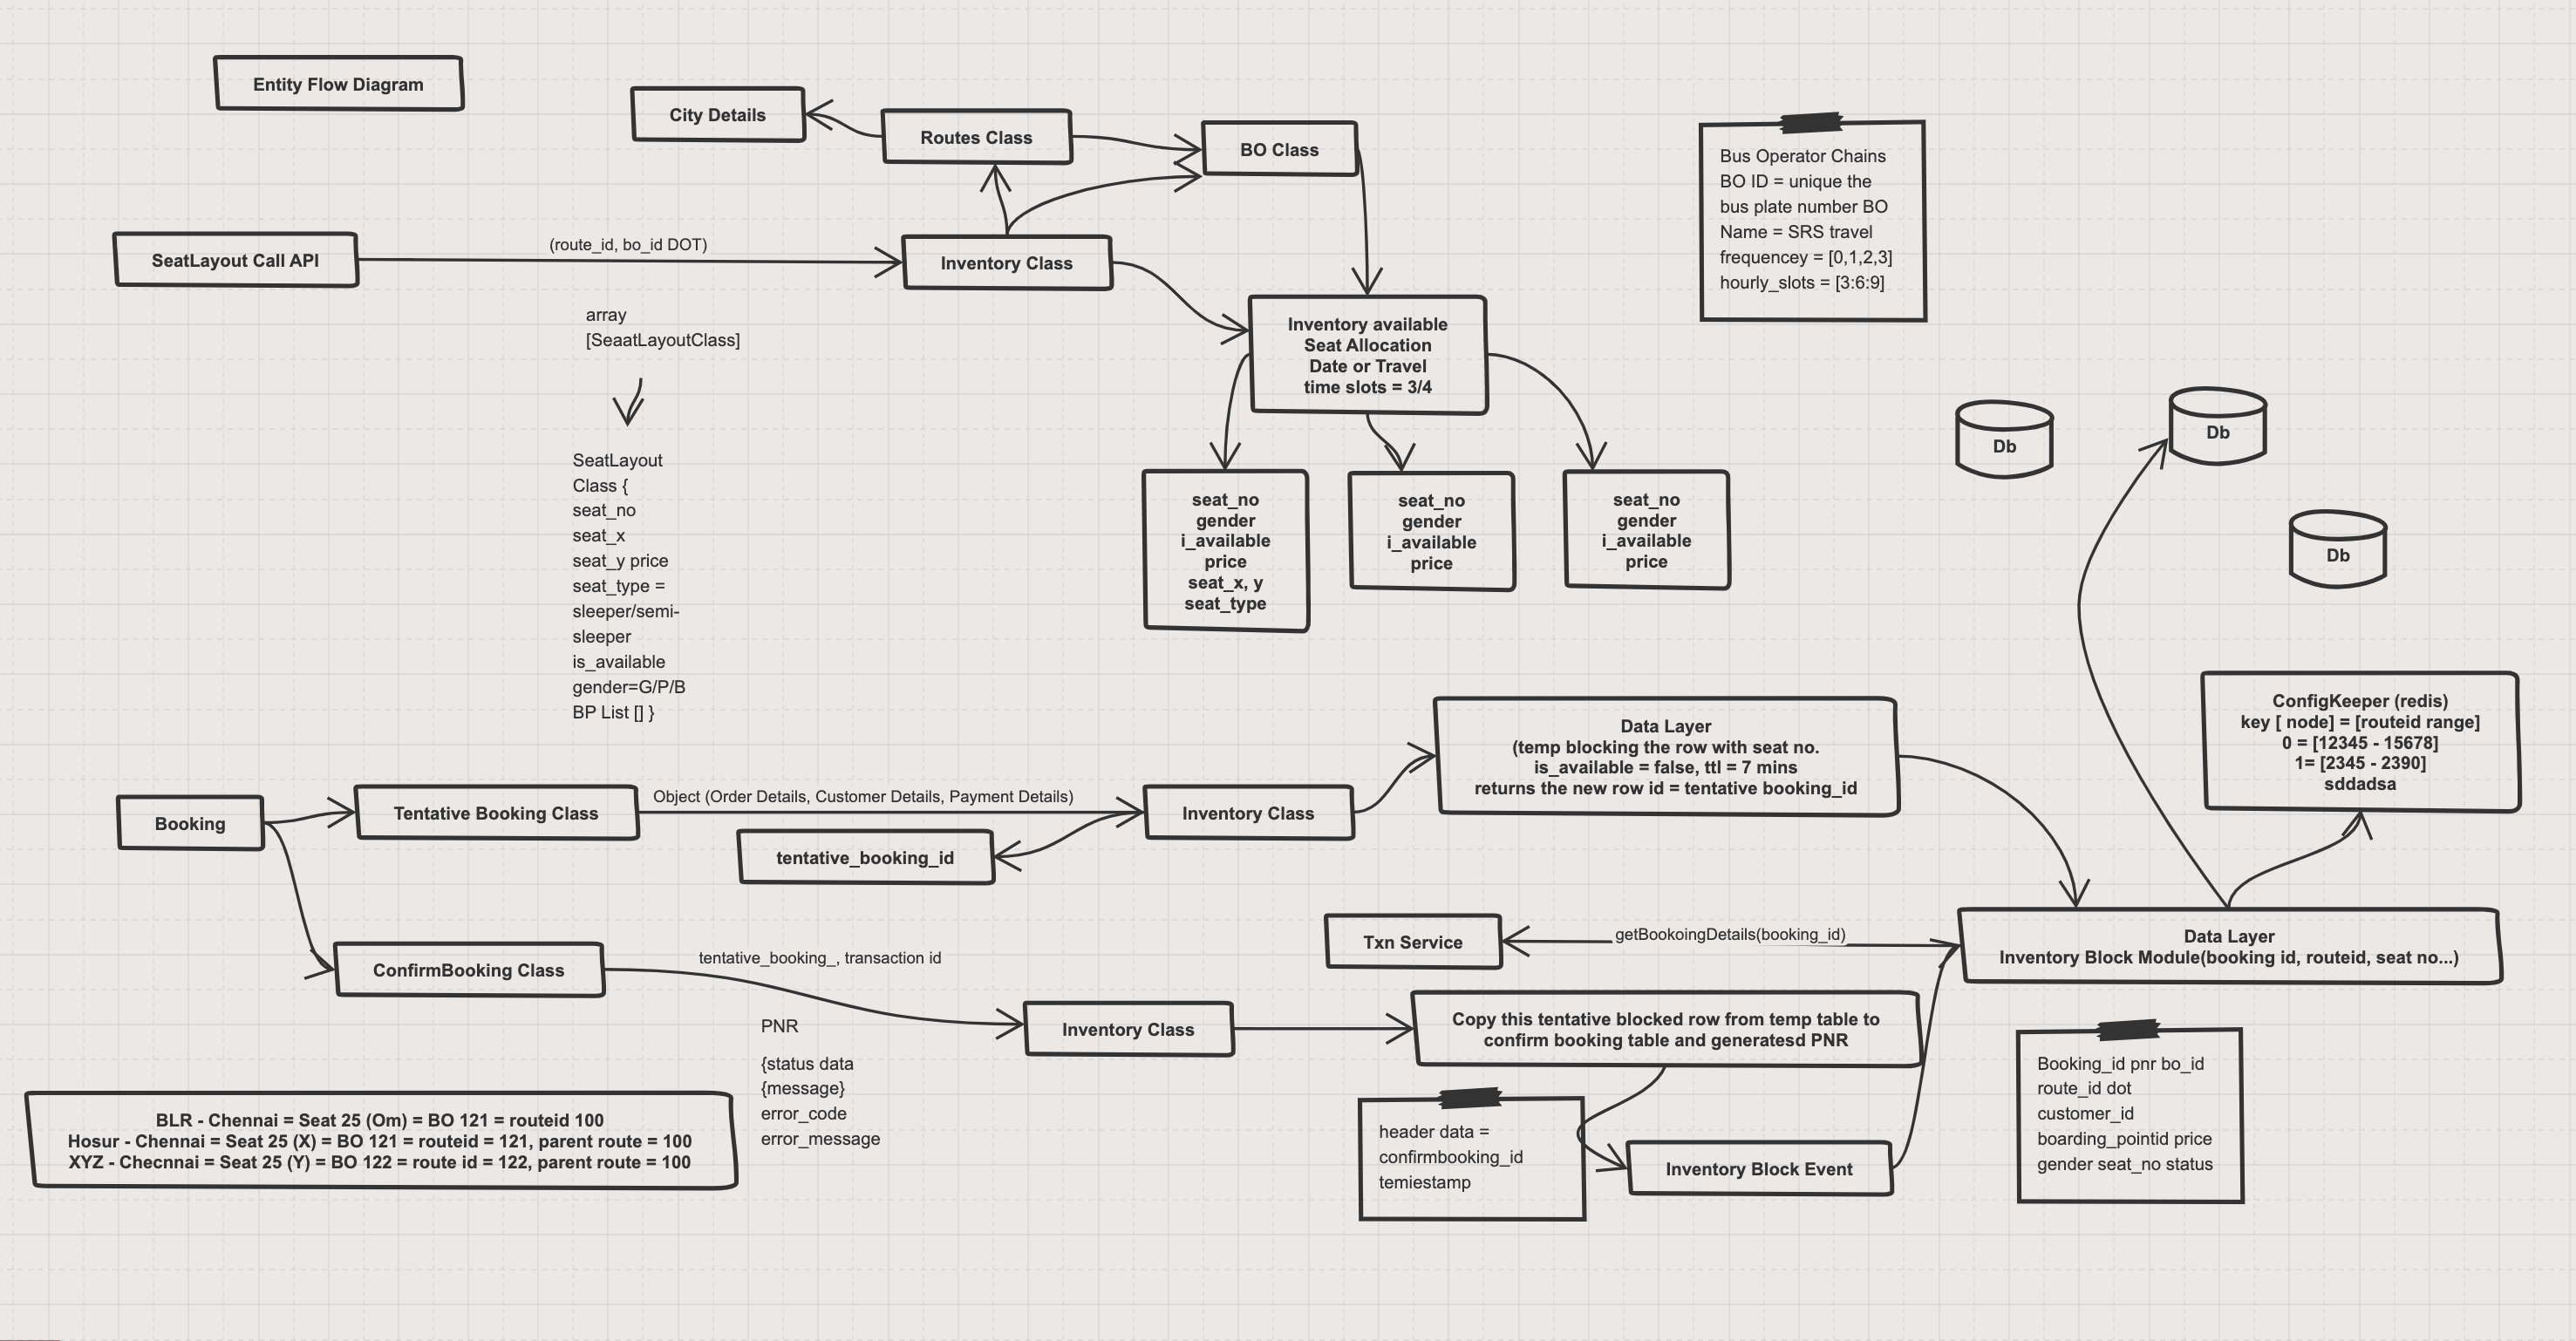 Entity Flow Diagram
City Details
Routes Class
BO Class
Bus Operator Chains
BO ID = unique the
bus plate number BO
Name = SRS travel
frequencey = [0,1,2,3]
hourly_slots = [3:6:9]
SeatLayout Call API
(route_id, bo_id DOT)
Inventory Class
array
[SeaatLayoutClass]
Inventory available
Seat Allocation
Date or Travel
time slots = 3/4
SeatLayout
Class {
seat_no
seat_x
seat_y price
seat_type =
sleeper/semi-
sleeper
is_available
gender=G/P/B
BP List [] }
seat_no
gender
i_available
price
seat_x, y
seat_type
seat_no
gender
i_available
price
seat_no
gender
i_available
price
Db
Db
Db
ConfigKeeper (redis)
key [ node] = [routeid range]
0 = [12345 - 15678]
1= [2345 - 2390]
sddadsa
Data Layer
(temp blocking the row with seat no.
is_available = false, ttl = 7 mins
returns the new row id = tentative booking_id
Booking
Tentative Booking Class
Object (Order Details, Customer Details, Payment Details)
Inventory Class
tentative_booking_id
Txn Service
getBookoingDetails(booking_id)
Data Layer
Inventory Block Module(booking id, routeid, seat no...)
ConfirmBooking Class
tentative_booking_, transaction id
Inventory Class
Copy this tentative blocked row from temp table to
confirm booking table and generatesd PNR
PNR
{status data
{message}
error_code
error_message
BLR - Chennai = Seat 25 (Om) = BO 121 = routeid 100
Hosur - Chennai = Seat 25 (X) = BO 121 = routeid = 121, parent route = 100
XYZ - Checnnai = Seat 25 (Y) = BO 122 = route id = 122, parent route = 100
header data =
confirmbooking_id
temiestamp
Inventory Block Event
Booking_id pnr bo_id
route_id dot
customer_id
boarding_pointid price
gender seat_no status